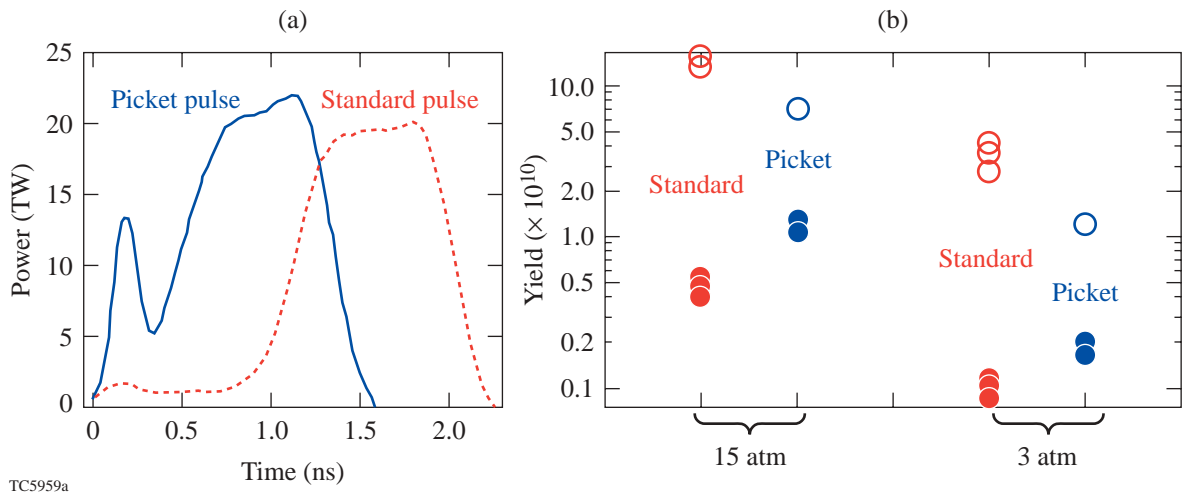 (a)
25
20
15
10
5
0
Power (TW)
Picket pulse
Standard pulse
0 0.5 1.0 1.5 2.0
Time (ns)
TC5959a
(b)
10.0
5.0
2.0
1.0
0.5
0.2
0.1
Yield (× 10¹⁰)
Standard
Picket
Standard
Picket
15 atm
3 atm